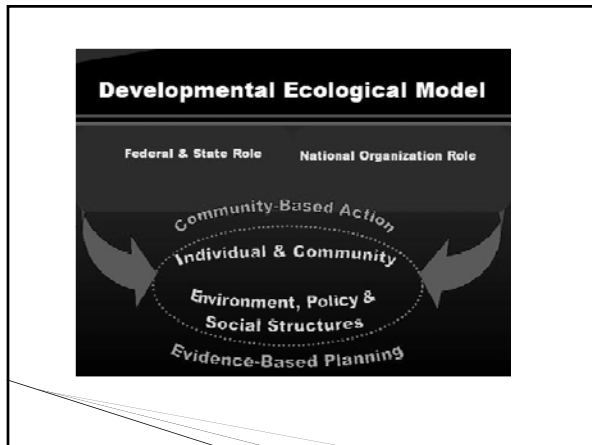 Developmental Ecological Model
Federal & State Role
National Organization Role
Community-Based Action
Individual & Community
Environment, Policy &
Social Structures
Evidence-Based Planning